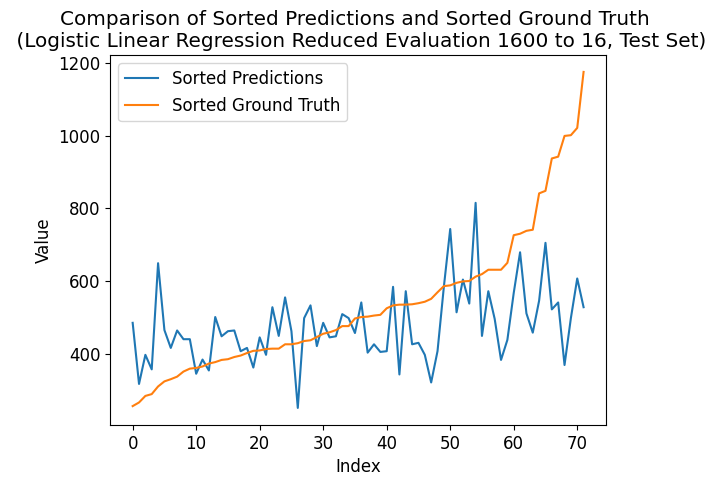 Comparison of Sorted Predictions and Sorted Ground Truth
(Logistic Linear Regression Reduced Evaluation 1600 to 16, Test Set)
Sorted Predictions
Sorted Ground Truth
1200
1000
800
600
400
Value
0 10 20 30 40 50 60 70
Index